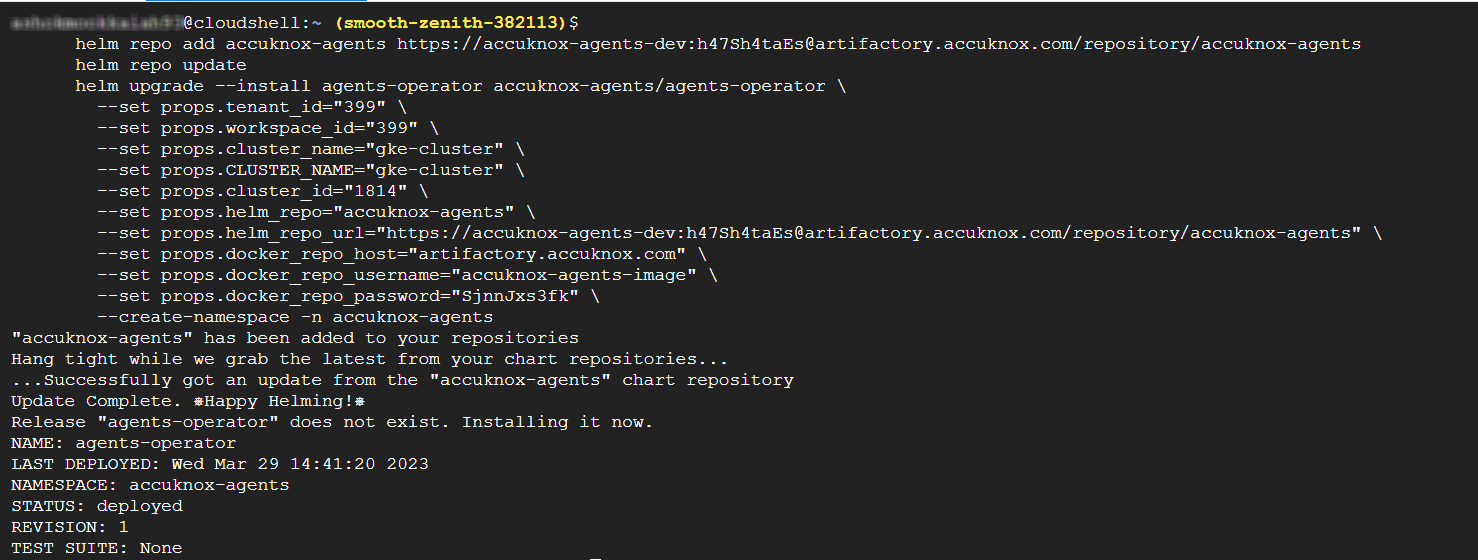 @cloudshell:~ (smooth-zenith-382113)$
helm repo add accuknox-agents https://accuknox-agents-dev:h47Sh4taEs@artifactory.accuknox.com/repository/accuknox-agents
helm repo update
helm upgrade --install agents-operator accuknox-agents/agents-operator \
--set props.tenant_id="399" \
--set props.workspace_id="399" \
--set props.cluster_name="gke-cluster" \
--set props.CLUSTER_NAME="gke-cluster" \
--set props.cluster_id="1814" \
--set props.helm_repo="accuknox-agents" \
--set props.helm_repo_url="https://accuknox-agents-dev:h47Sh4taEs@artifactory.accuknox.com/repository/accuknox-agents" \
--set props.docker_repo_host="artifactory.accuknox.com" \
--set props.docker_repo_username="accuknox-agents-image" \
--set props.docker_repo_password="SjnnJxs3fk" \
--create-namespace -n accuknox-agents
"accuknox-agents" has been added to your repositories
Hang tight while we grab the latest from your chart repositories...
...Successfully got an update from the "accuknox-agents" chart repository
Update Complete. ⎈Happy Helming!⎈
Release "agents-operator" does not exist. Installing it now.
NAME: agents-operator
LAST DEPLOYED: Wed Mar 29 14:41:20 2023
NAMESPACE: accuknox-agents
STATUS: deployed
REVISION: 1
TEST SUITE: None